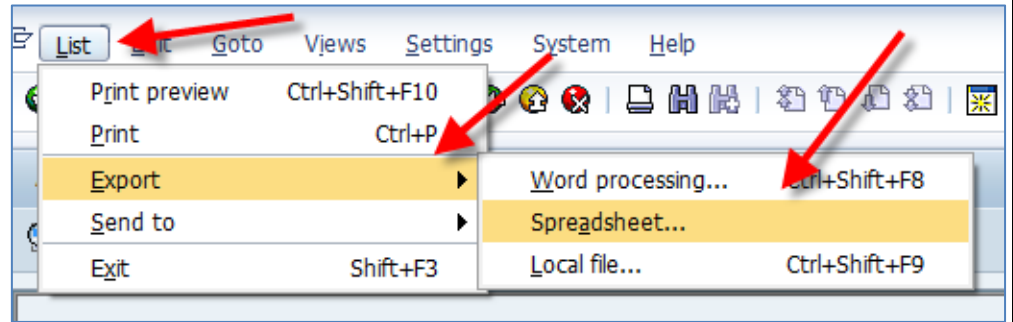 List Goto Views Settings System Help
Print preview Ctrl+Shift+F10
Print Ctrl+P
Export
Word processing... Ctrl+Shift+F8
Send to
Spreadsheet...
Exit Shift+F3
Local file... Ctrl+Shift+F9